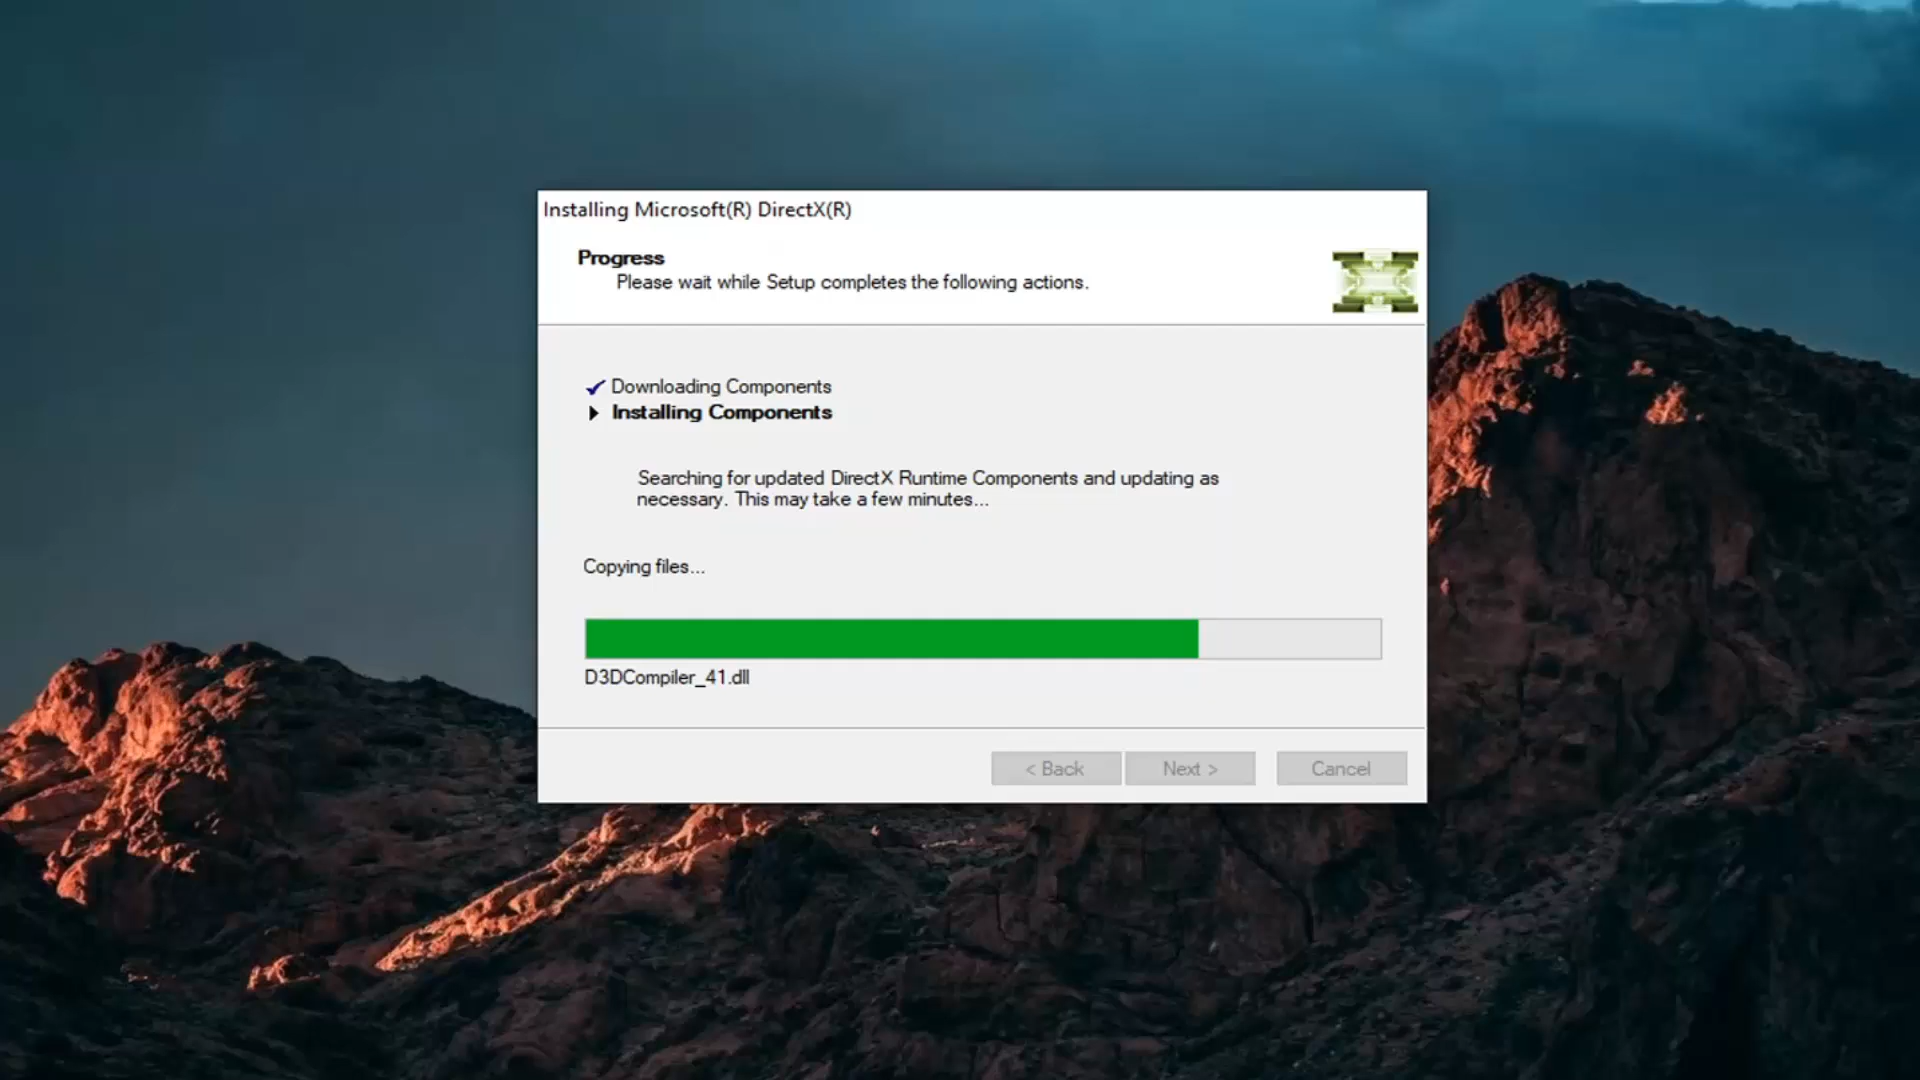 Installing Microsoft(R) DirectX(R)
Progress
Please wait while Setup completes the following actions.
Downloading Components
Installing Components
Searching for updated DirectX Runtime Components and updating as
necessary. This may take a few minutes...
Copying files...
D3DCompiler_41.dll
< Back
Next >
Cancel